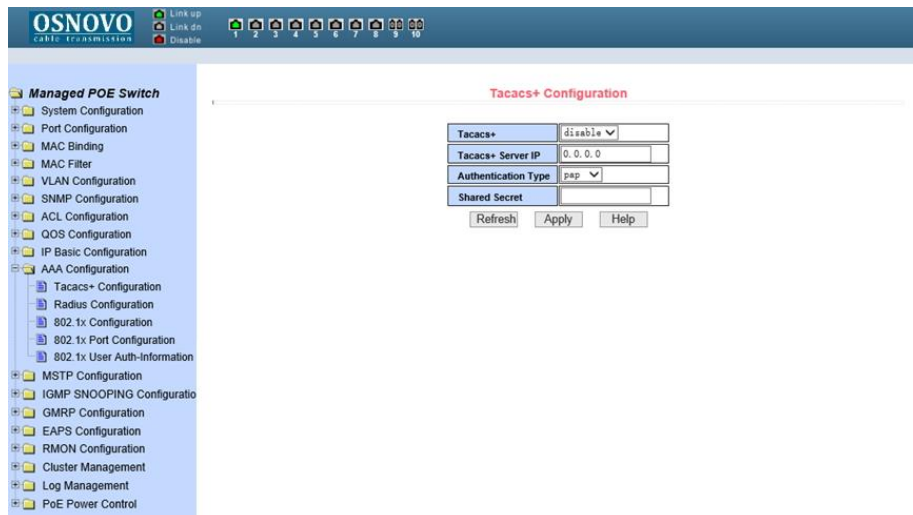 OSNOVO
cable transmission
Link up
Link dn
Disable
1 2 3 4 5 6 7 8 9 10
Managed POE Switch
System Configuration
Port Configuration
MAC Binding
MAC Filter
VLAN Configuration
SNMP Configuration
ACL Configuration
QOS Configuration
IP Basic Configuration
AAA Configuration
Tacacs+ Configuration
Radius Configuration
802.1x Configuration
802.1x Port Configuration
802.1x User Auth-Information
MSTP Configuration
IGMP SNOOPING Configuratio
GMRP Configuration
EAPS Configuration
RMON Configuration
Cluster Management
Log Management
PoE Power Control
Tacacs+ Configuration
Tacacs+ disable
Tacacs+ Server IP 0.0.0.0
Authentication Type pap
Shared Secret
Refresh Apply Help